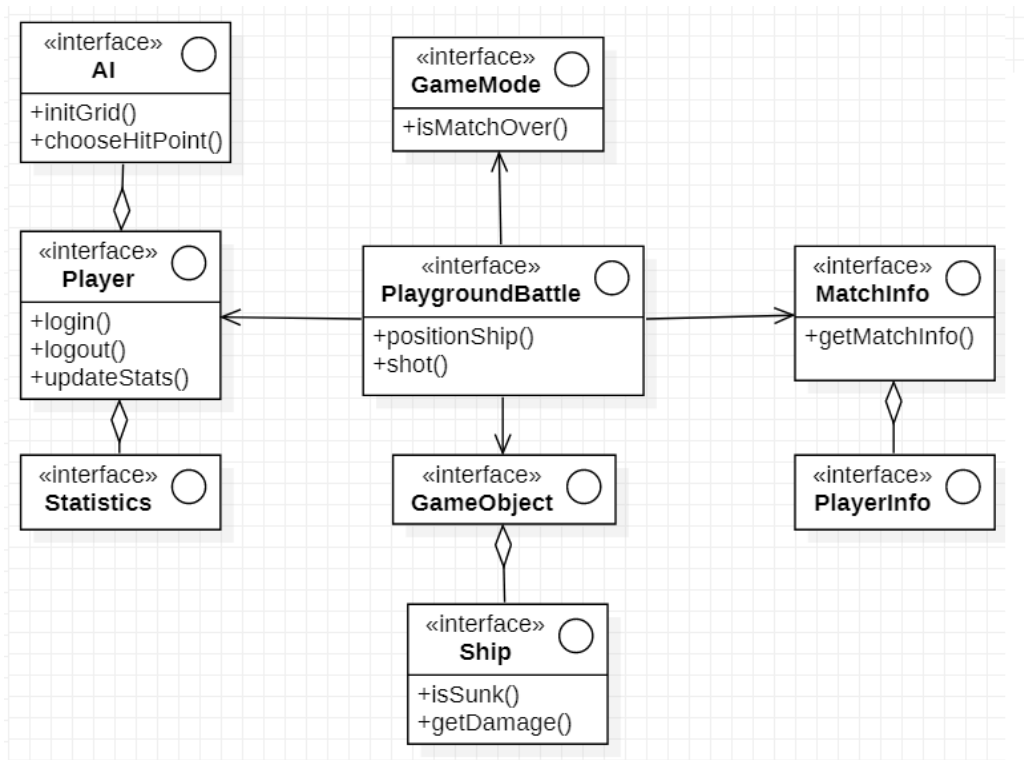 «interface»
AI
+initGrid()
+chooseHitPoint()
«interface»
GameMode
+isMatchOver()
«interface»
Player
+login()
+logout()
+updateStats()
«interface»
PlaygroundBattle
+positionShip()
+shot()
«interface»
MatchInfo
+getMatchInfo()
«interface»
Statistics
«interface»
GameObject
«interface»
PlayerInfo
«interface»
Ship
+isSunk()
+getDamage()